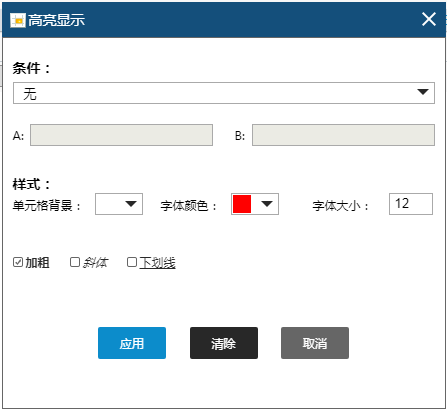 高亮显示
条件：
无
A: B:
样式：
单元格背景： 字体颜色： 字体大小： 12
加粗 斜体 下划线
应用 清除 取消